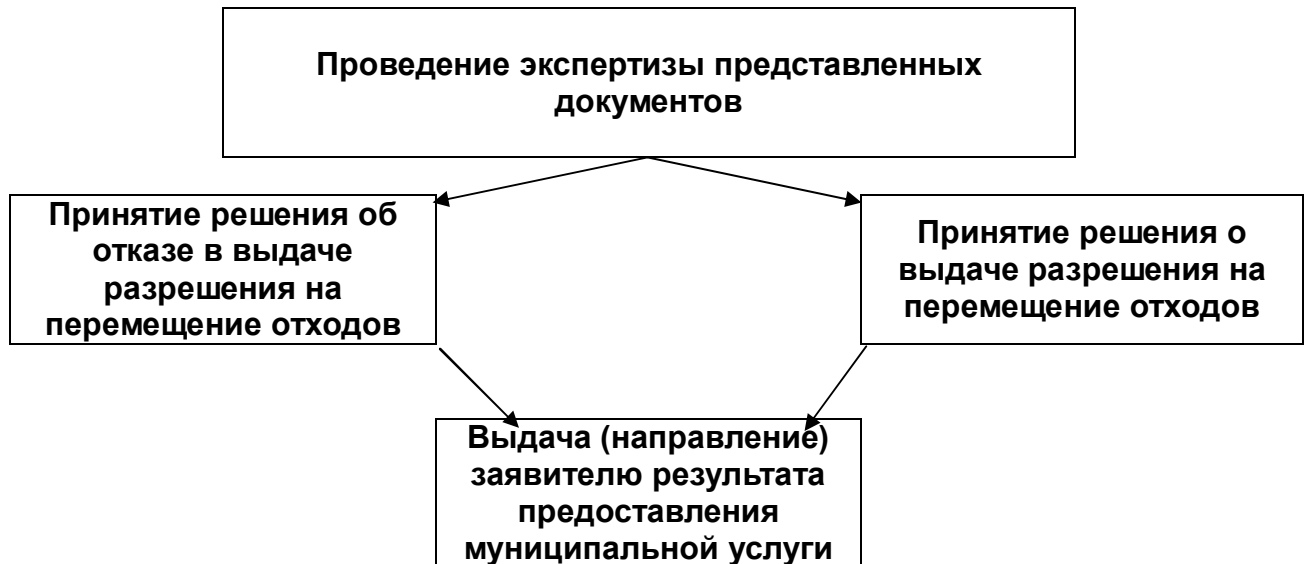 Проведение экспертизы представленных
документов
Принятие решения об
отказе в выдаче
разрешения на
перемещение отходов
Принятие решения о
выдаче разрешения на
перемещение отходов
Выдача (направление)
заявителю результата
предоставления
муниципальной услуги